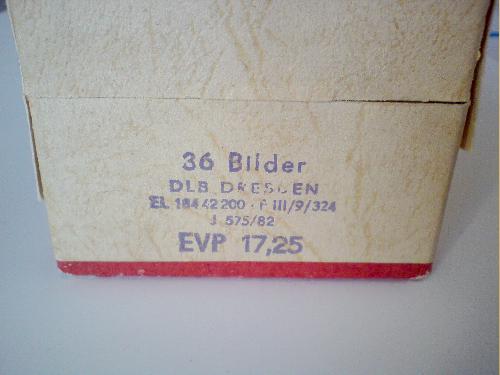 36 Bilder
DLB DRESDEN
EL 184 42 200 · F III/9/324
J 575/82
EVP 17,25